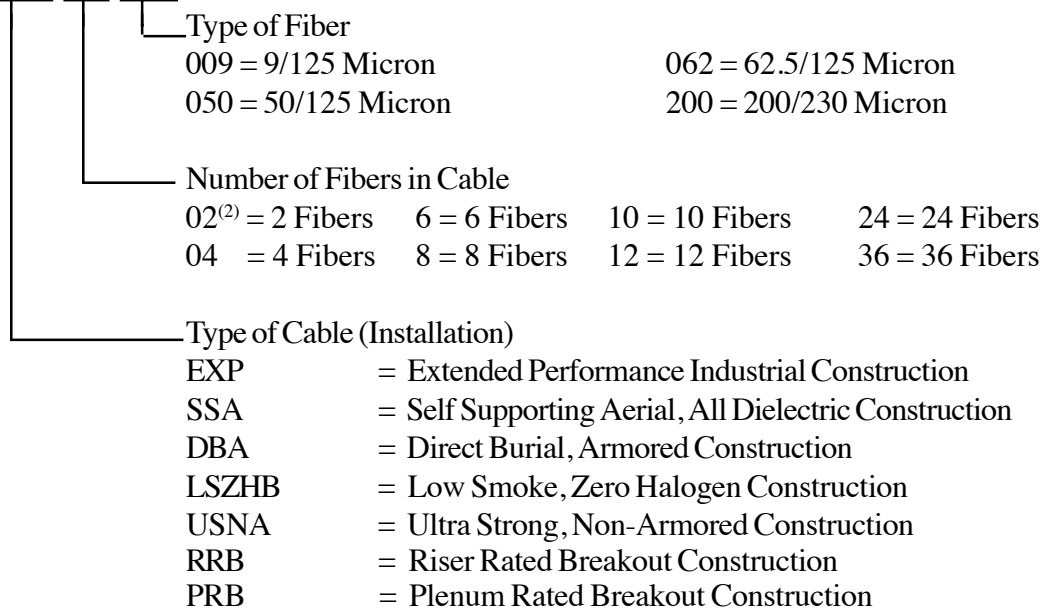 Type of Fiber
009 = 9/125 Micron 062 = 62.5/125 Micron
050 = 50/125 Micron 200 = 200/230 Micron
Number of Fibers in Cable
02(2) = 2 Fibers 6 = 6 Fibers 10 = 10 Fibers 24 = 24 Fibers
04 = 4 Fibers 8 = 8 Fibers 12 = 12 Fibers 36 = 36 Fibers
Type of Cable (Installation)
EXP = Extended Performance Industrial Construction
SSA = Self Supporting Aerial, All Dielectric Construction
DBA = Direct Burial, Armored Construction
LSZHB = Low Smoke, Zero Halogen Construction
USNA = Ultra Strong, Non-Armored Construction
RRB = Riser Rated Breakout Construction
PRB = Plenum Rated Breakout Construction